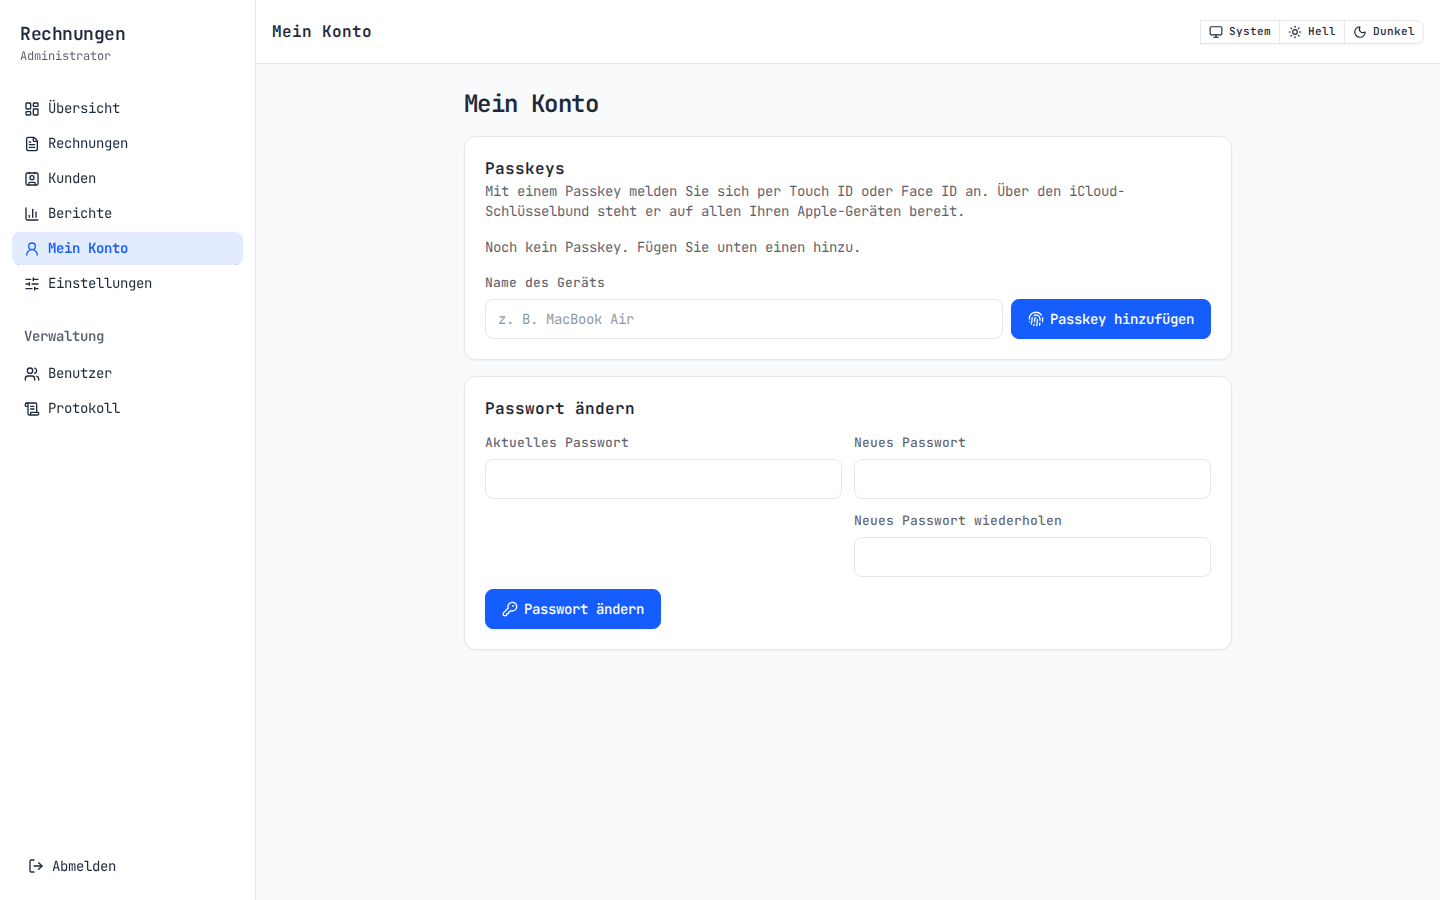 Rechnungen
Administrator
Übersicht
Rechnungen
Kunden
Berichte
Mein Konto
Einstellungen
Verwaltung
Benutzer
Protokoll
Abmelden
Mein Konto
System
Hell
Dunkel
Mein Konto
Passkeys
Mit einem Passkey melden Sie sich per Touch ID oder Face ID an. Über den iCloud-
Schlüsselbund steht er auf allen Ihren Apple-Geräten bereit.
Noch kein Passkey. Fügen Sie unten einen hinzu.
Name des Geräts
z. B. MacBook Air
Passkey hinzufügen
Passwort ändern
Aktuelles Passwort
Neues Passwort
Neues Passwort wiederholen
Passwort ändern